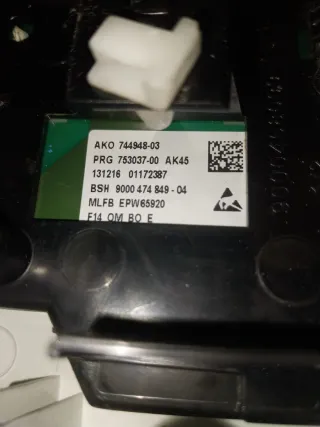 AKO 744948-03
PRG 753037-00 AK45
131216 01172387
BSH 9000 474 849 - 04
MLFB EPW65920
F14 OM BO E